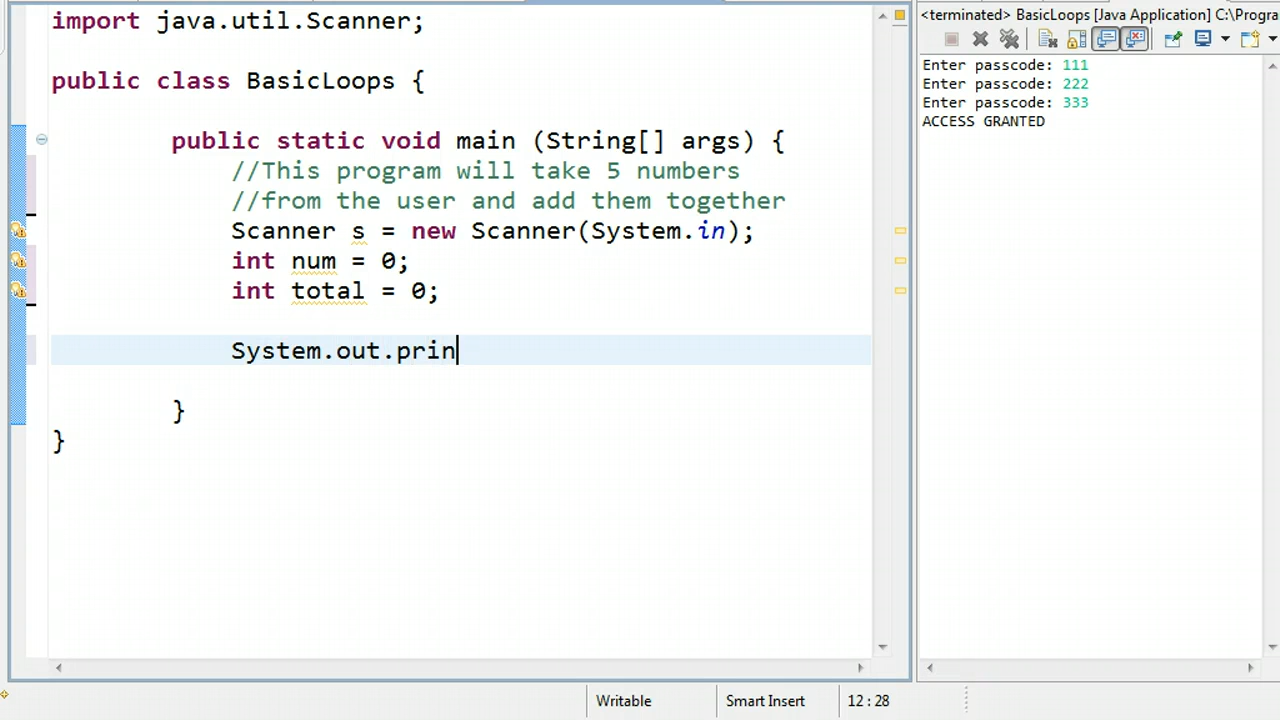 import java.util.Scanner;
public class BasicLoops {
public static void main (String[] args) {
//This program will take 5 numbers
//from the user and add them together
Scanner s = new Scanner(System.in);
int num = 0;
int total = 0;
System.out.prin
}
}
<terminated> BasicLoops [Java Application] C:\Progra
Enter passcode: 111
Enter passcode: 222
Enter passcode: 333
ACCESS GRANTED
Writable
Smart Insert
12 : 28